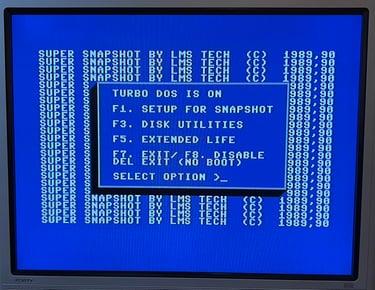 SUPER SNAPSHOT BY LMS TECH (C) 1989,90
SUPER SNAPSHOT BY LMS TECH (C) 1989,90
SUPER SNAPSHOT BY LMS TECH (C) 1989,90
SUPER SNAPSHOT BY LMS TECH (C) 1989,90
TURBO DOS IS ON
F1. SETUP FOR SNAPSHOT
F3. DISK UTILITIES
F5. EXTENDED LIFE
F7. EXIT/ F8. DISABLE
DEL EXIT (NO BOOT)
SELECT OPTION >_
SUPER SNAPSHOT BY LMS TECH (C) 1989,90
SUPER SNAPSHOT BY LMS TECH (C) 1989,90
SUPER SNAPSHOT BY LMS TECH (C) 1989,90
SUPER SNAPSHOT BY LMS TECH (C) 1989,90